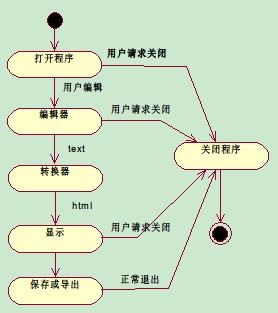 打开程序
用户请求关闭
用户编辑
编辑器
用户请求关闭
text
关闭程序
转换器
html
显示
用户请求关闭
保存或导出
正常退出